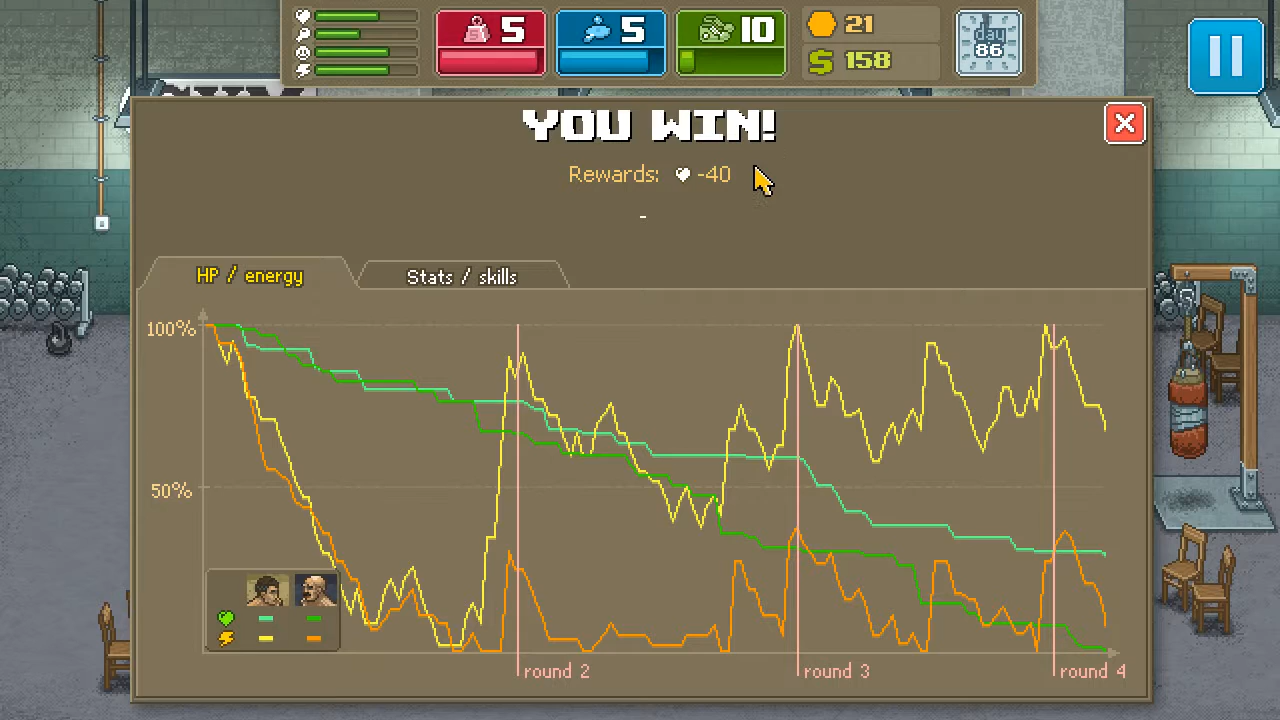 5
5
10
21
158
day
86
YOU WIN!
Rewards: -40
-
HP / energy
Stats / skills
100%
50%
round 2
round 3
round 4